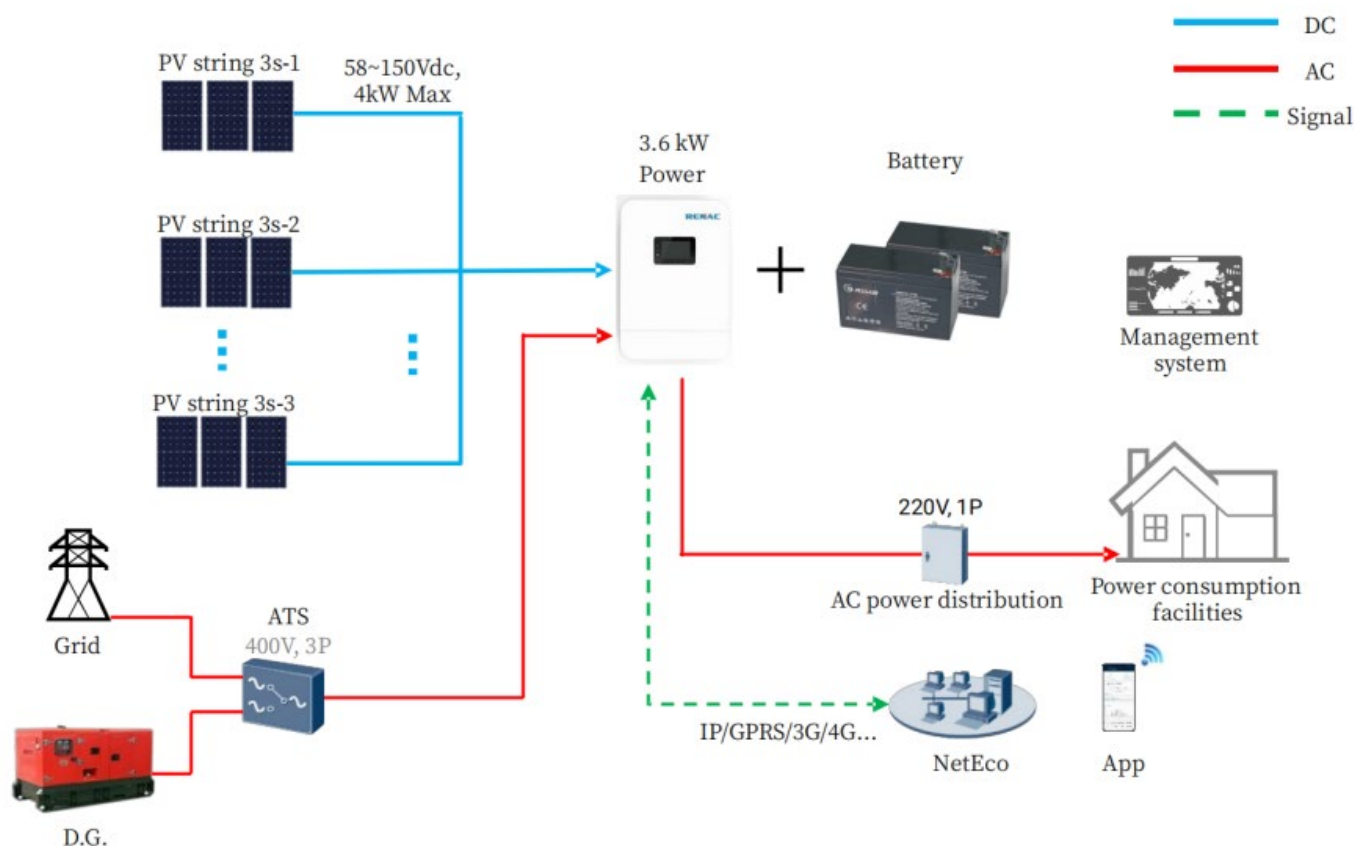 DC
AC
Signal
PV string 3s-1
58~150Vdc,
4kW Max
3.6 kW
Power
Battery
RENAC
PV string 3s-2
PV string 3s-3
Management
system
220V, 1P
AC power distribution
Power consumption
facilities
Grid
ATS
400V, 3P
IP/GPRS/3G/4G...
NetEco
App
D.G.